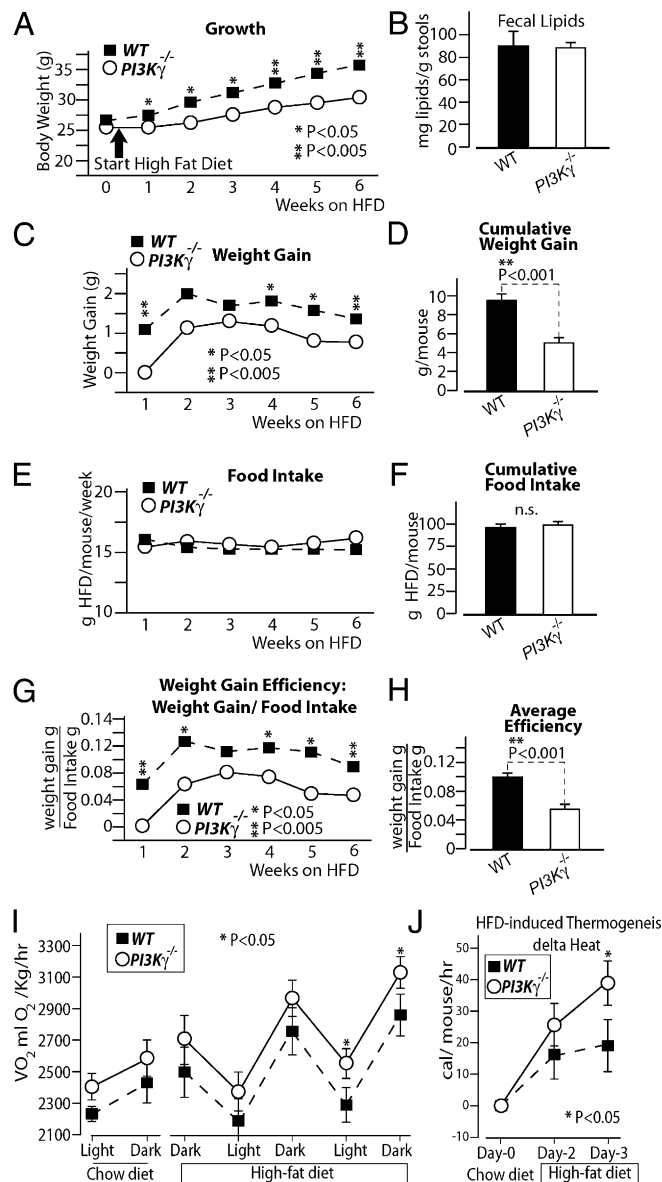 A
Growth
WT
PI3Kγ-/-
Body Weight (g)
35
30
25
20
* * ** ** **
* P<0.05
** P<0.005
Start High Fat Diet
0 1 2 3 4 5 6
Weeks on HFD
B
Fecal Lipids
mg lipids/g stools
100
80
60
40
20
0
WT
PI3Kγ-/-
C
WT
PI3Kγ-/-
Weight Gain
Weight Gain (g)
2
1
0
** * * **
* P<0.05
** P<0.005
1 2 3 4 5 6
Weeks on HFD
D
Cumulative
Weight Gain
**
P<0.001
g/mouse
10
8
6
4
2
0
WT
PI3Kγ-/-
E
Food Intake
WT
PI3Kγ-/-
g HFD/mouse/week
20
15
10
1 2 3 4 5 6
Weeks on HFD
F
Cumulative
Food Intake
n.s.
g HFD/mouse
100
75
50
25
0
WT
PI3Kγ-/-
G
Weight Gain Efficiency:
Weight Gain/ Food Intake
weight gain g
Food Intake g
0.14
0.12
0.08
0.04
0
** * * * **
WT * P<0.05
PI3Kγ-/- ** P<0.005
1 2 3 4 5 6
Weeks on HFD
H
Average
Efficiency
**
P<0.001
weight gain g
Food Intake g
0.12
0.08
0.04
0
WT
PI3Kγ-/-
I
WT
PI3Kγ-/-
* P<0.05
VO2 ml O2 /Kg/hr
3300
3100
2900
2700
2500
2300
2100
* *
Light Dark Dark Light Dark Light Dark
Chow diet High-fat diet
J
HFD-induced Thermogeneis
delta Heat
WT
PI3Kγ-/-
cal/ mouse/hr
50
40
30
20
10
0
-10
*
* P<0.05
Day-0 Day-2 Day-3
Chow diet High-fat diet